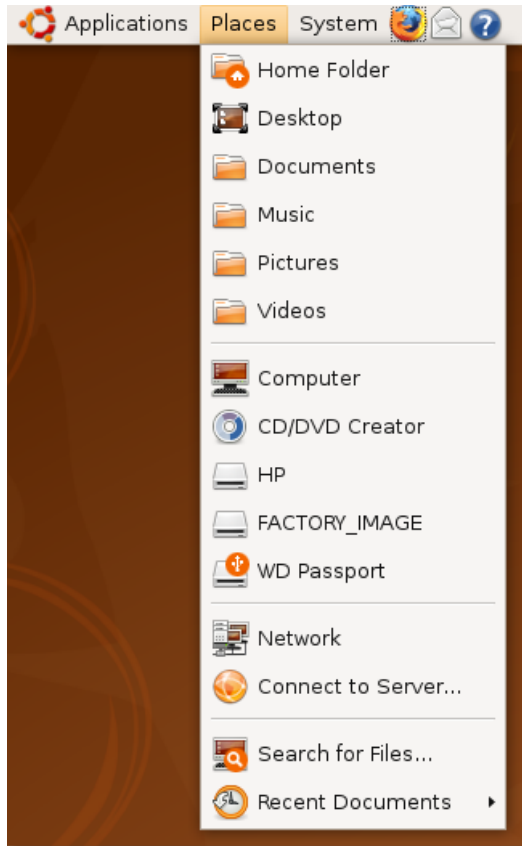 Applications Places System
Home Folder
Desktop
Documents
Music
Pictures
Videos
Computer
CD/DVD Creator
HP
FACTORY_IMAGE
WD Passport
Network
Connect to Server...
Search for Files...
Recent Documents